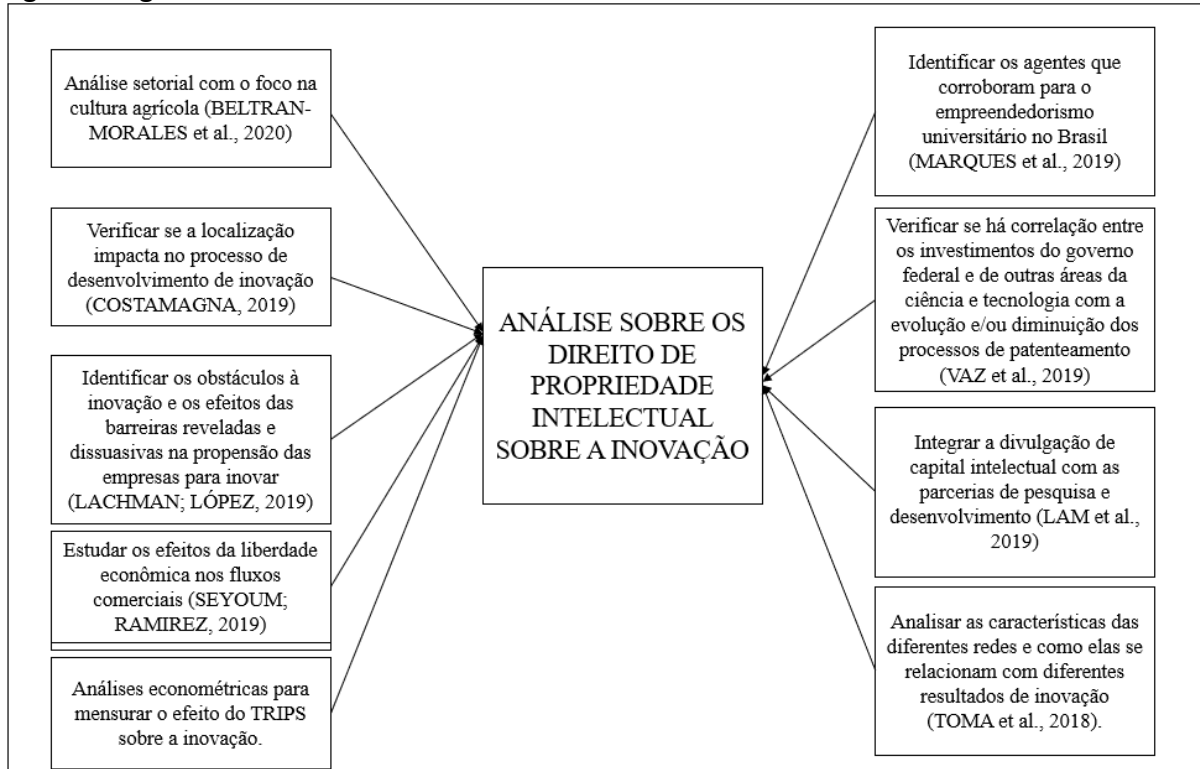 Análise setorial com o foco na
cultura agrícola (BELTRAN-
MORALES et al., 2020)
Verificar se a localização
impacta no processo de
desenvolvimento de inovação
(COSTAMAGNA, 2019)
Identificar os obstáculos à
inovação e os efeitos das
barreiras reveladas e
dissuasivas na propensão das
empresas para inovar
(LACHMAN; LÓPEZ, 2019)
Estudar os efeitos da liberdade
econômica nos fluxos
comerciais (SEYOUM;
RAMIREZ, 2019)
Análises econométricas para
mensurar o efeito do TRIPS
sobre a inovação.
ANÁLISE SOBRE OS
DIREITO DE
PROPRIEDADE
INTELECTUAL
SOBRE A INOVAÇÃO
Identificar os agentes que
corroboram para o
empreendedorismo
universitário no Brasil
(MARQUES et al., 2019)
Verificar se há correlação entre
os investimentos do governo
federal e de outras áreas da
ciência e tecnologia com a
evolução e/ou diminuição dos
processos de patenteamento
(VAZ et al., 2019)
Integrar a divulgação de
capital intelectual com as
parcerias de pesquisa e
desenvolvimento (LAM et al.,
2019)
Analisar as características das
diferentes redes e como elas se
relacionam com diferentes
resultados de inovação
(TOMA et al., 2018).